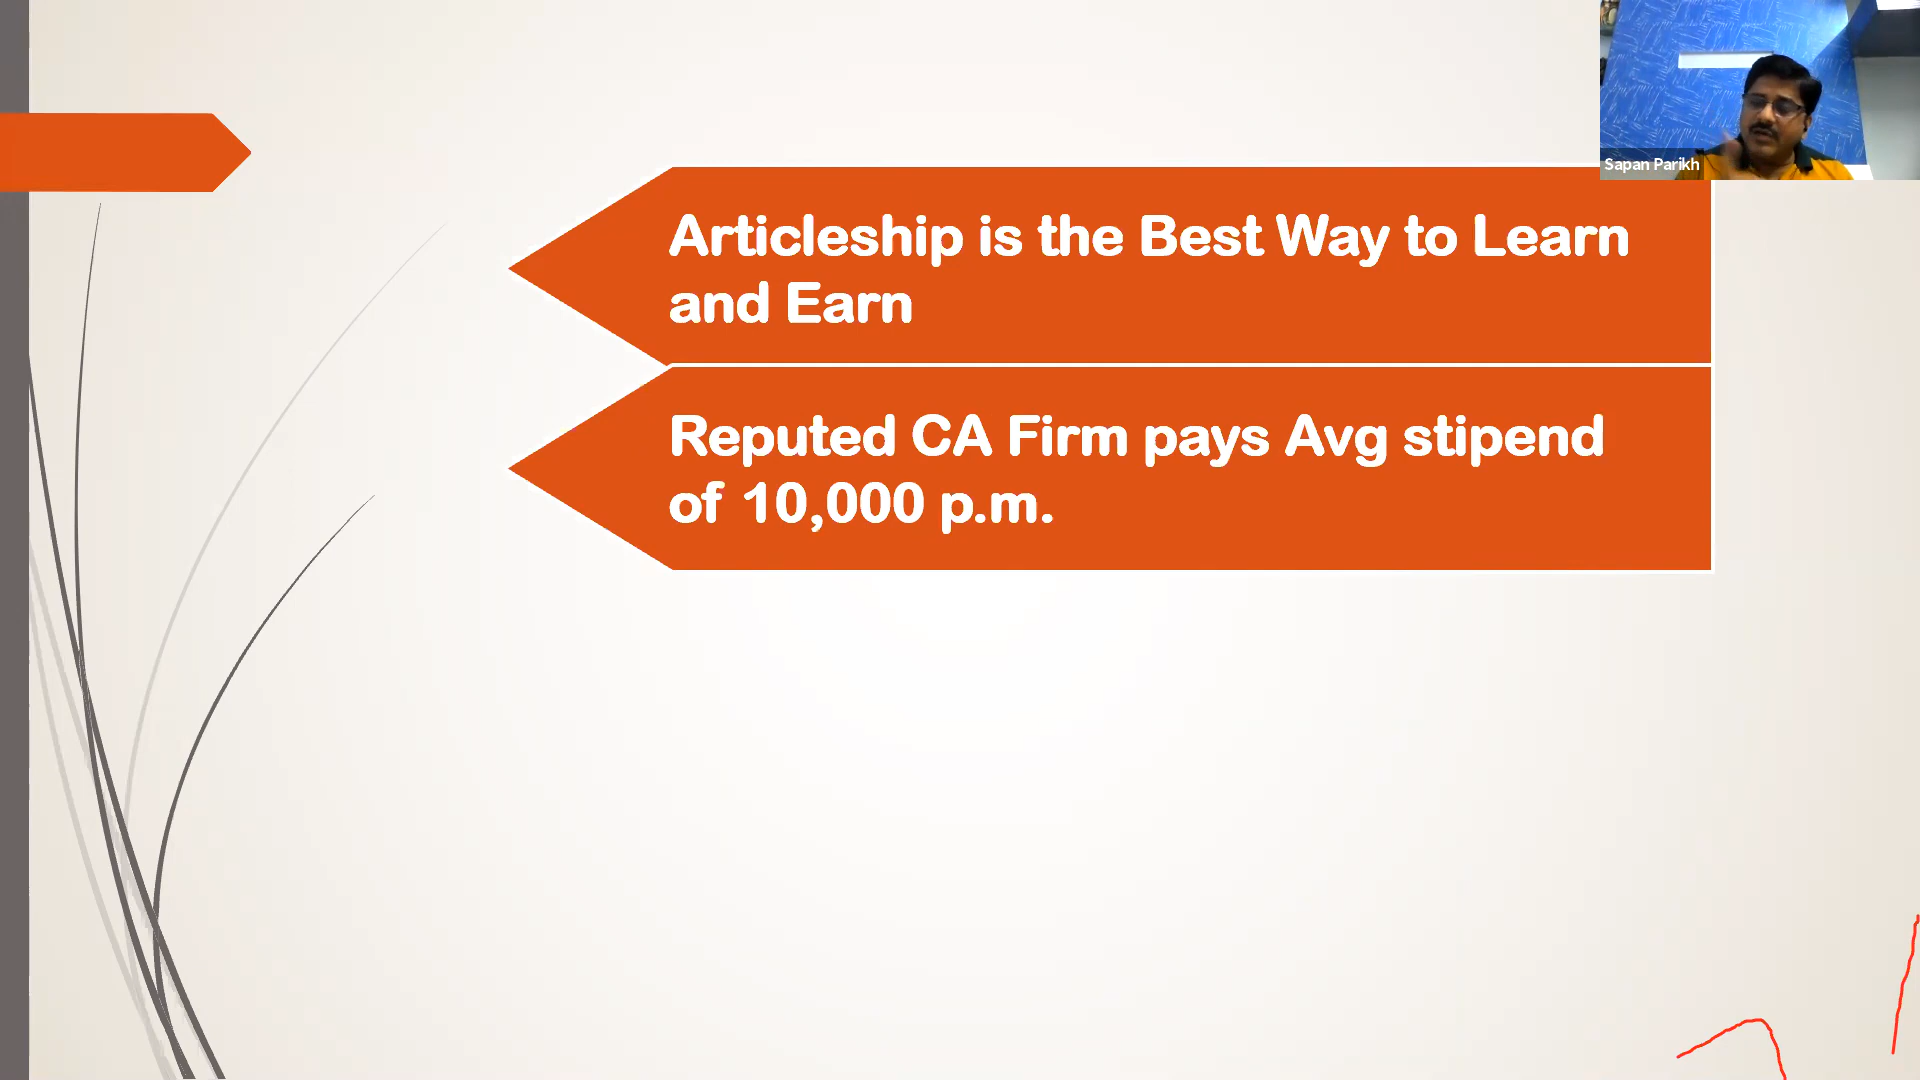 Sapan Parikh
Articleship is the Best Way to Learn
and Earn
Reputed CA Firm pays Avg stipend
of 10,000 p.m.